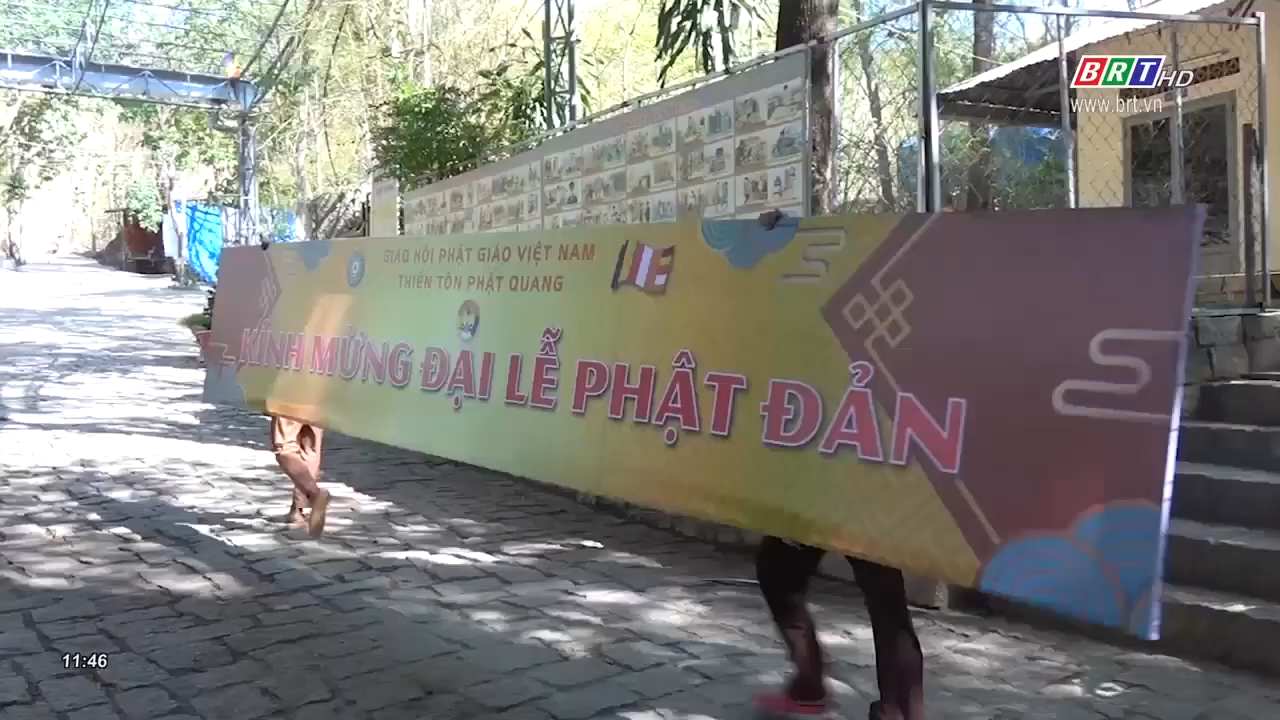 BRT HD
www.brt.vn
GIÁO HỘI PHẬT GIÁO VIỆT NAM
THIỀN TÔN PHẬT QUANG
KÍNH MỪNG ĐẠI LỄ PHẬT ĐẢN
11:46